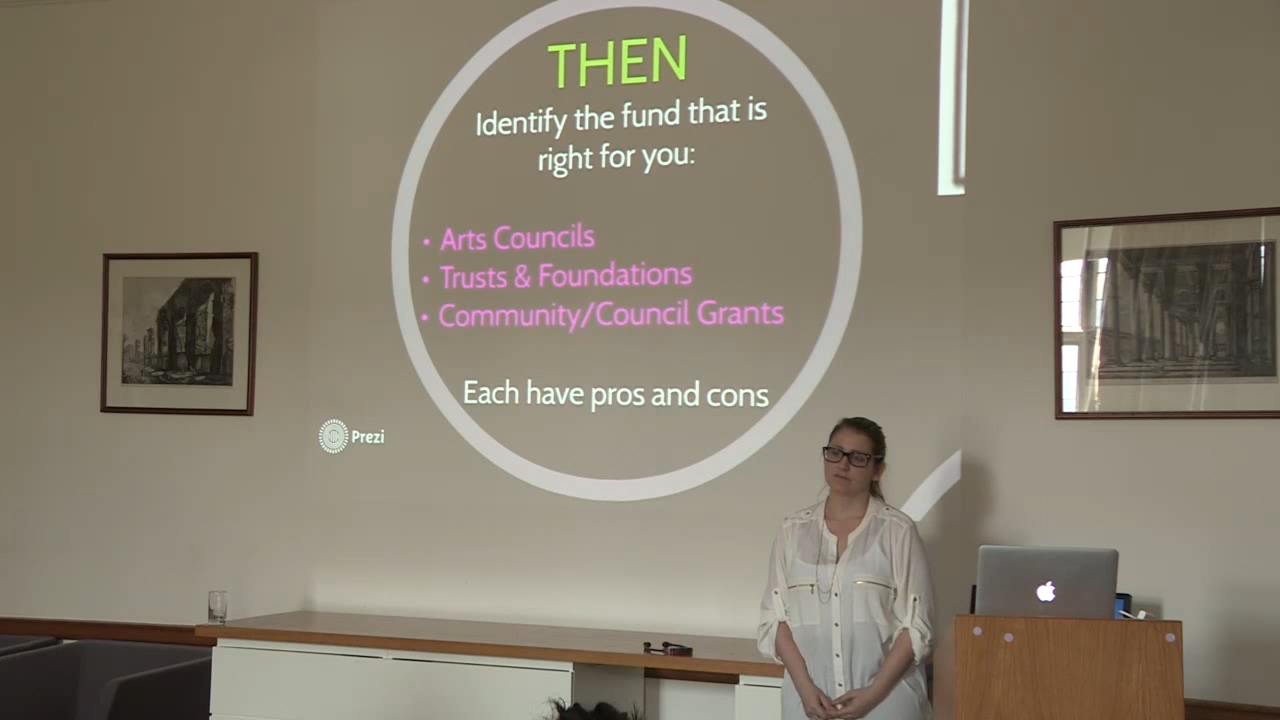 THEN
Identify the fund that is
right for you:
• Arts Councils
• Trusts & Foundations
• Community/Council Grants
Each have pros and cons
Prezi